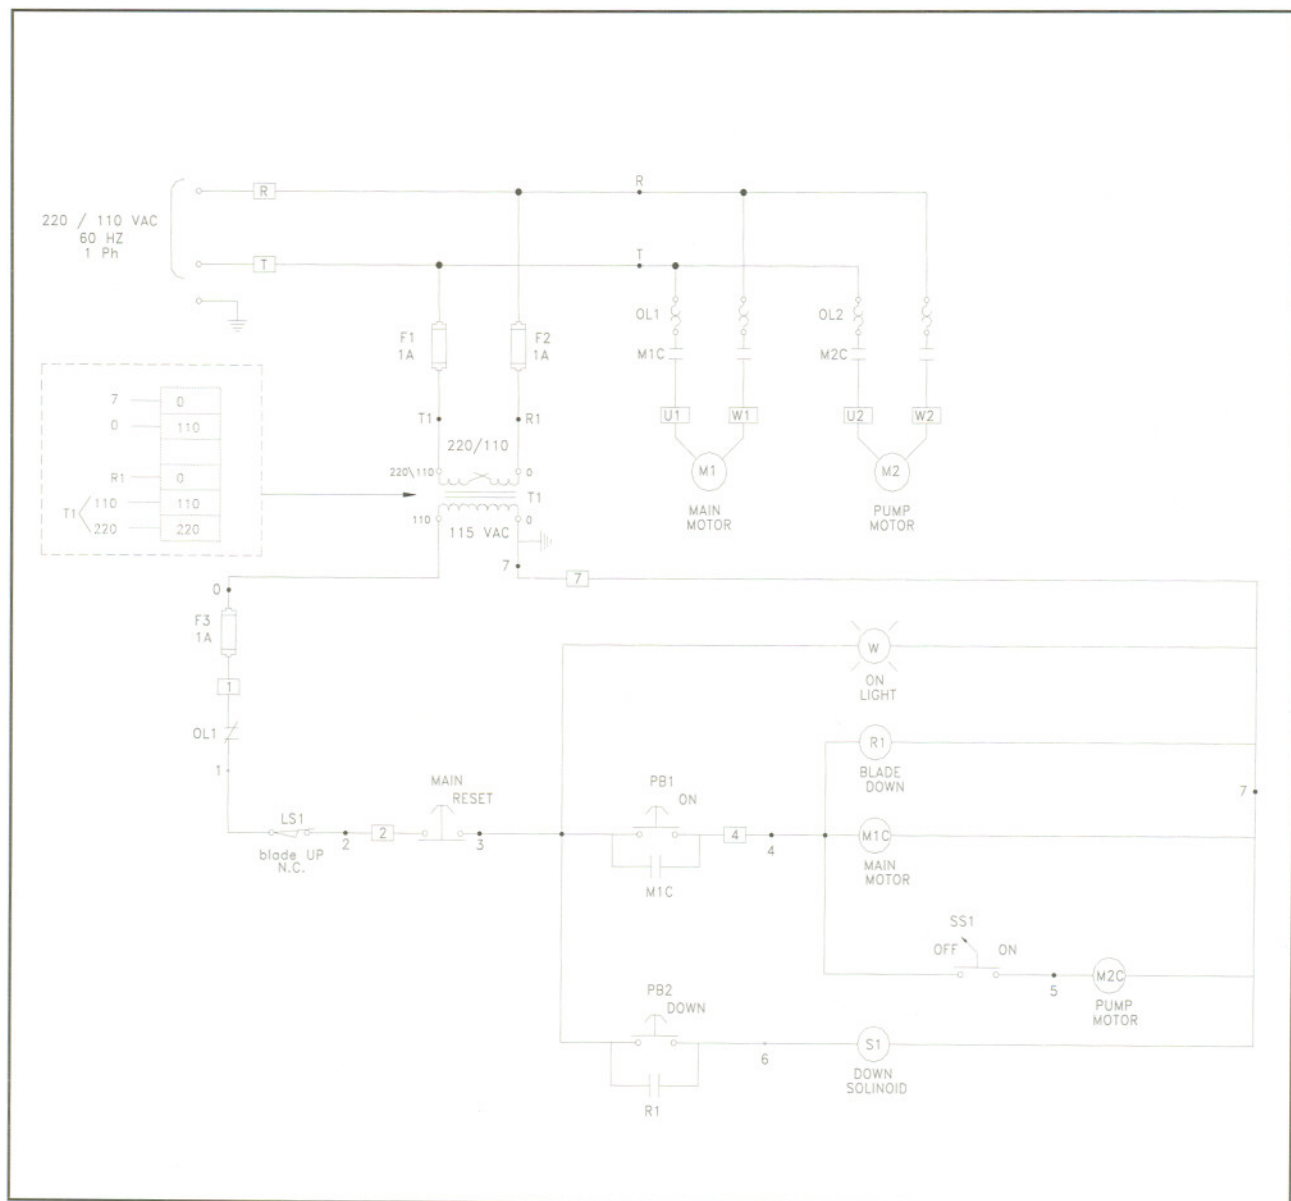 R
R
220 / 110 VAC
60 HZ
1 Ph
T
T
OL1
OL2
F1
1A
F2
1A
M1C
M2C
7
0
0
110
R1
0
T1
110
110
220
220
T1
R1
U1
W1
U2
W2
220/110
220\110
0
M1
M2
T1
MAIN
MOTOR
PUMP
MOTOR
110
115 VAC
0
7
7
0
F3
1A
W
ON
LIGHT
1
OL1
R1
BLADE
DOWN
1
MAIN
RESET
PB1
ON
7
LS1
2
2
3
4
4
M1C
blade UP
N.C.
MAIN
MOTOR
M1C
SS1
OFF
ON
5
M2C
PUMP
MOTOR
PB2
DOWN
6
S1
DOWN
SOLINOID
R1